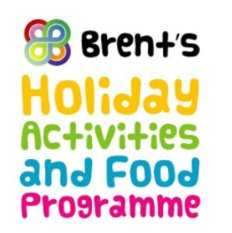 Brent's
Holiday
Activities
and Food
Programme